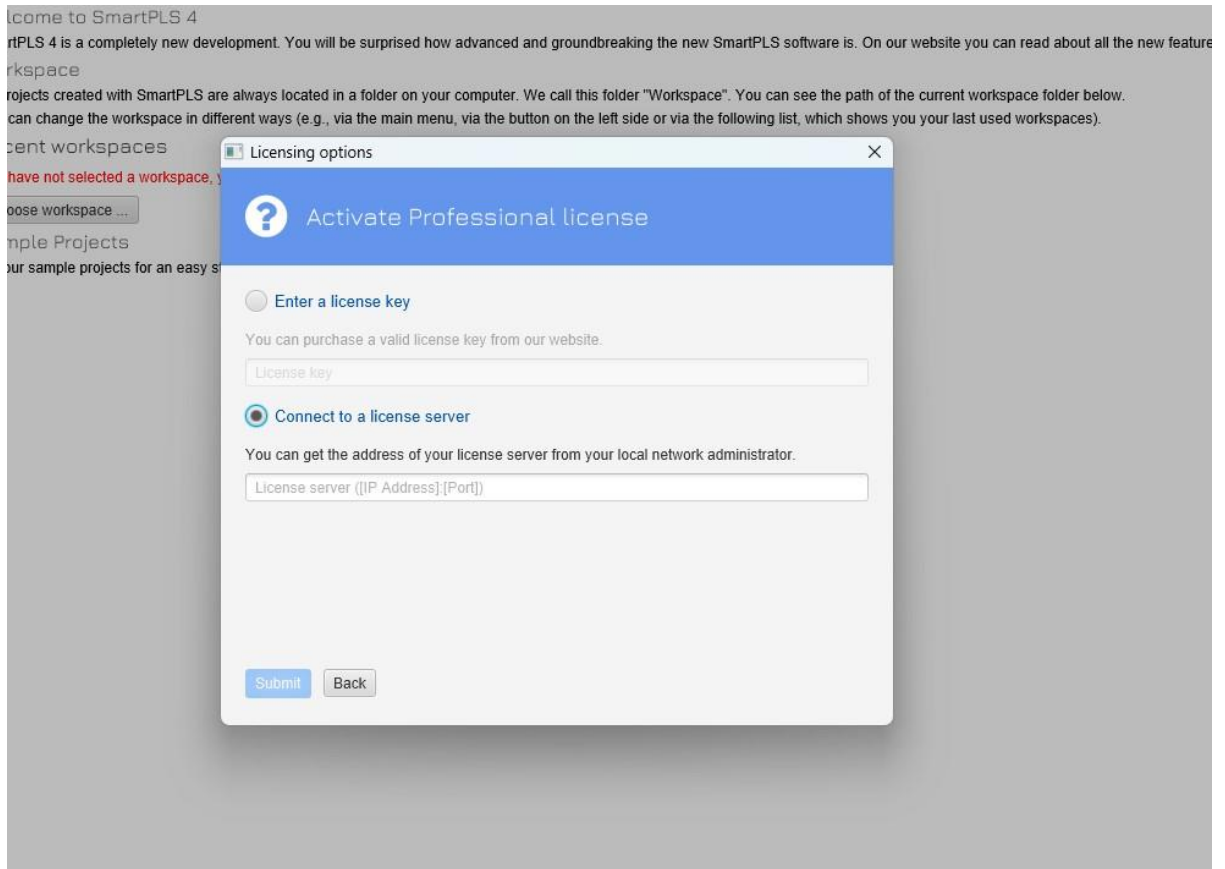 lcome to SmartPLS 4
rtPLS 4 is a completely new development. You will be surprised how advanced and groundbreaking the new SmartPLS software is. On our website you can read about all the new feature
rkspace
rojects created with SmartPLS are always located in a folder on your computer. We call this folder "Workspace". You can see the path of the current workspace folder below.
can change the workspace in different ways (e.g., via the main menu, via the button on the left side or via the following list, which shows you your last used workspaces).
cent workspaces
have not selected a workspace, y
oose workspace ...
mple Projects
our sample projects for an easy st
Licensing options
Activate Professional license
Enter a license key
You can purchase a valid license key from our website.
License key
Connect to a license server
You can get the address of your license server from your local network administrator.
License server ([IP Address]:[Port])
Submit
Back